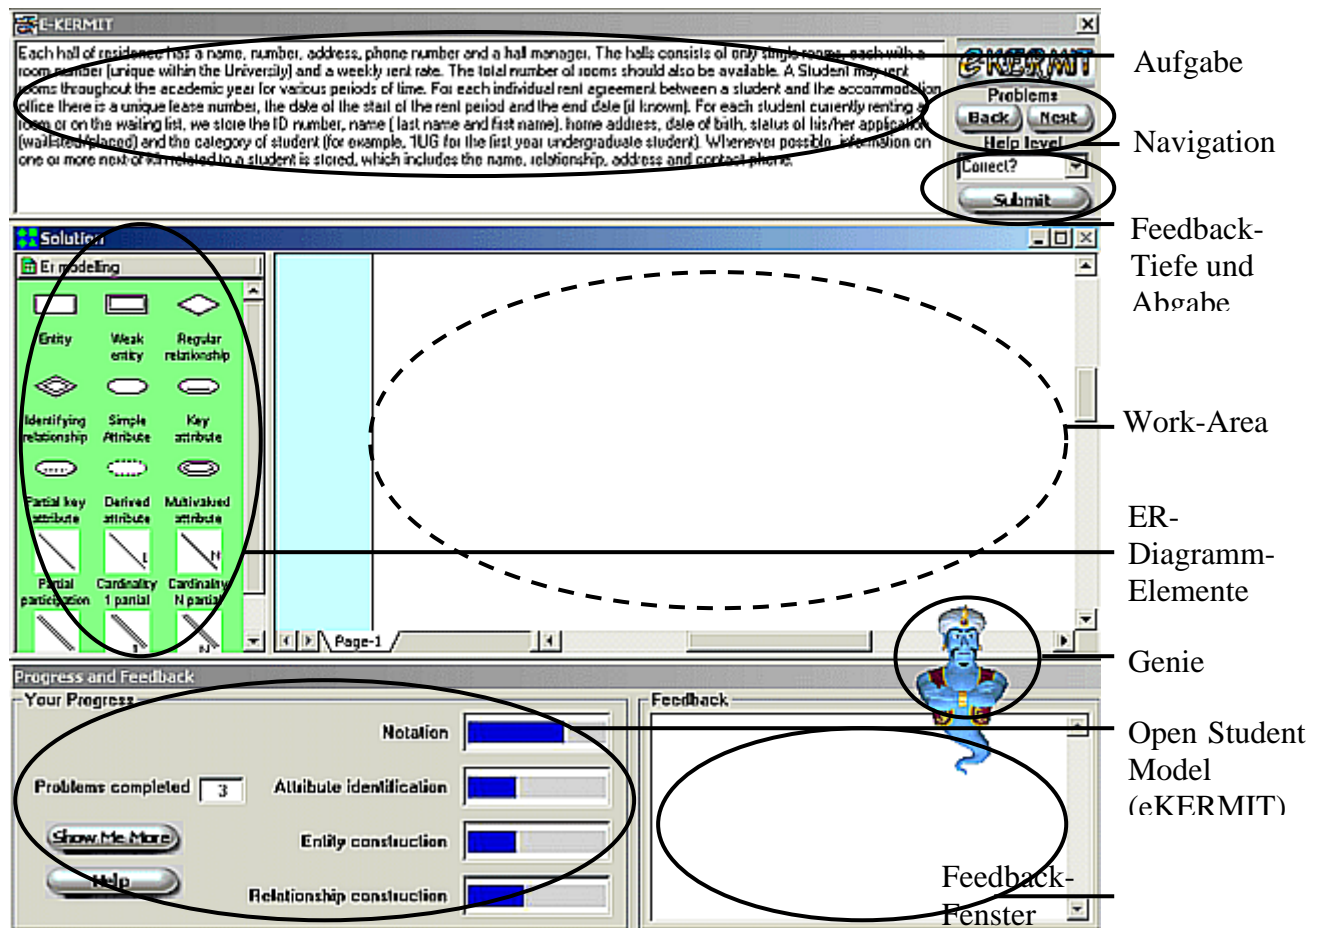 E-KERMIT
Each hall of residence has a name, number, address, phone number and a hall manager. The halls consists of only single rooms, each with a
room number (unique within the University) and a weekly rent rate. The total number of rooms should also be available. A Student may rent
rooms throughout the academic year for various periods of time. For each individual rent agreement between a student and the accommodation
office there is a unique lease number, the date of the start of the rent period and the end date (if known). For each student currently renting a
room or on the waiting list, we store the ID number, name ( last name and first name), home address, date of birth, status of his/her application
(waitlisted/placed) and the category of student (for example, 1UG for the first year undergraduate student). Whenever possible, information on
one or more next of kin related to a student is stored, which includes the name, relationship, address and contact phone.
eKERMIT
Problems
Back Next
Help level
Correct?
Submit
Aufgabe
Navigation
Feedback-
Tiefe und
Abgabe
Solution
Er modelling
Entity
Weak
entity
Regular
relationship
Identifying
relationship
Simple
Attribute
Key
attribute
Partial key
attribute
Derived
attribute
Multivalued
attribute
Partial
participation
Cardinality
1 partial
Cardinality
N partial
1
N
1
N
Page-1
Work-Area
ER-
Diagramm-
Elemente
Genie
Progress and Feedback
Your Progress
Notation
Problems completed 3
Attribute identification
Show Me More
Entity construction
Help
Relationship construction
Feedback
Open Student
Model
(eKERMIT)
Feedback-
Fenster